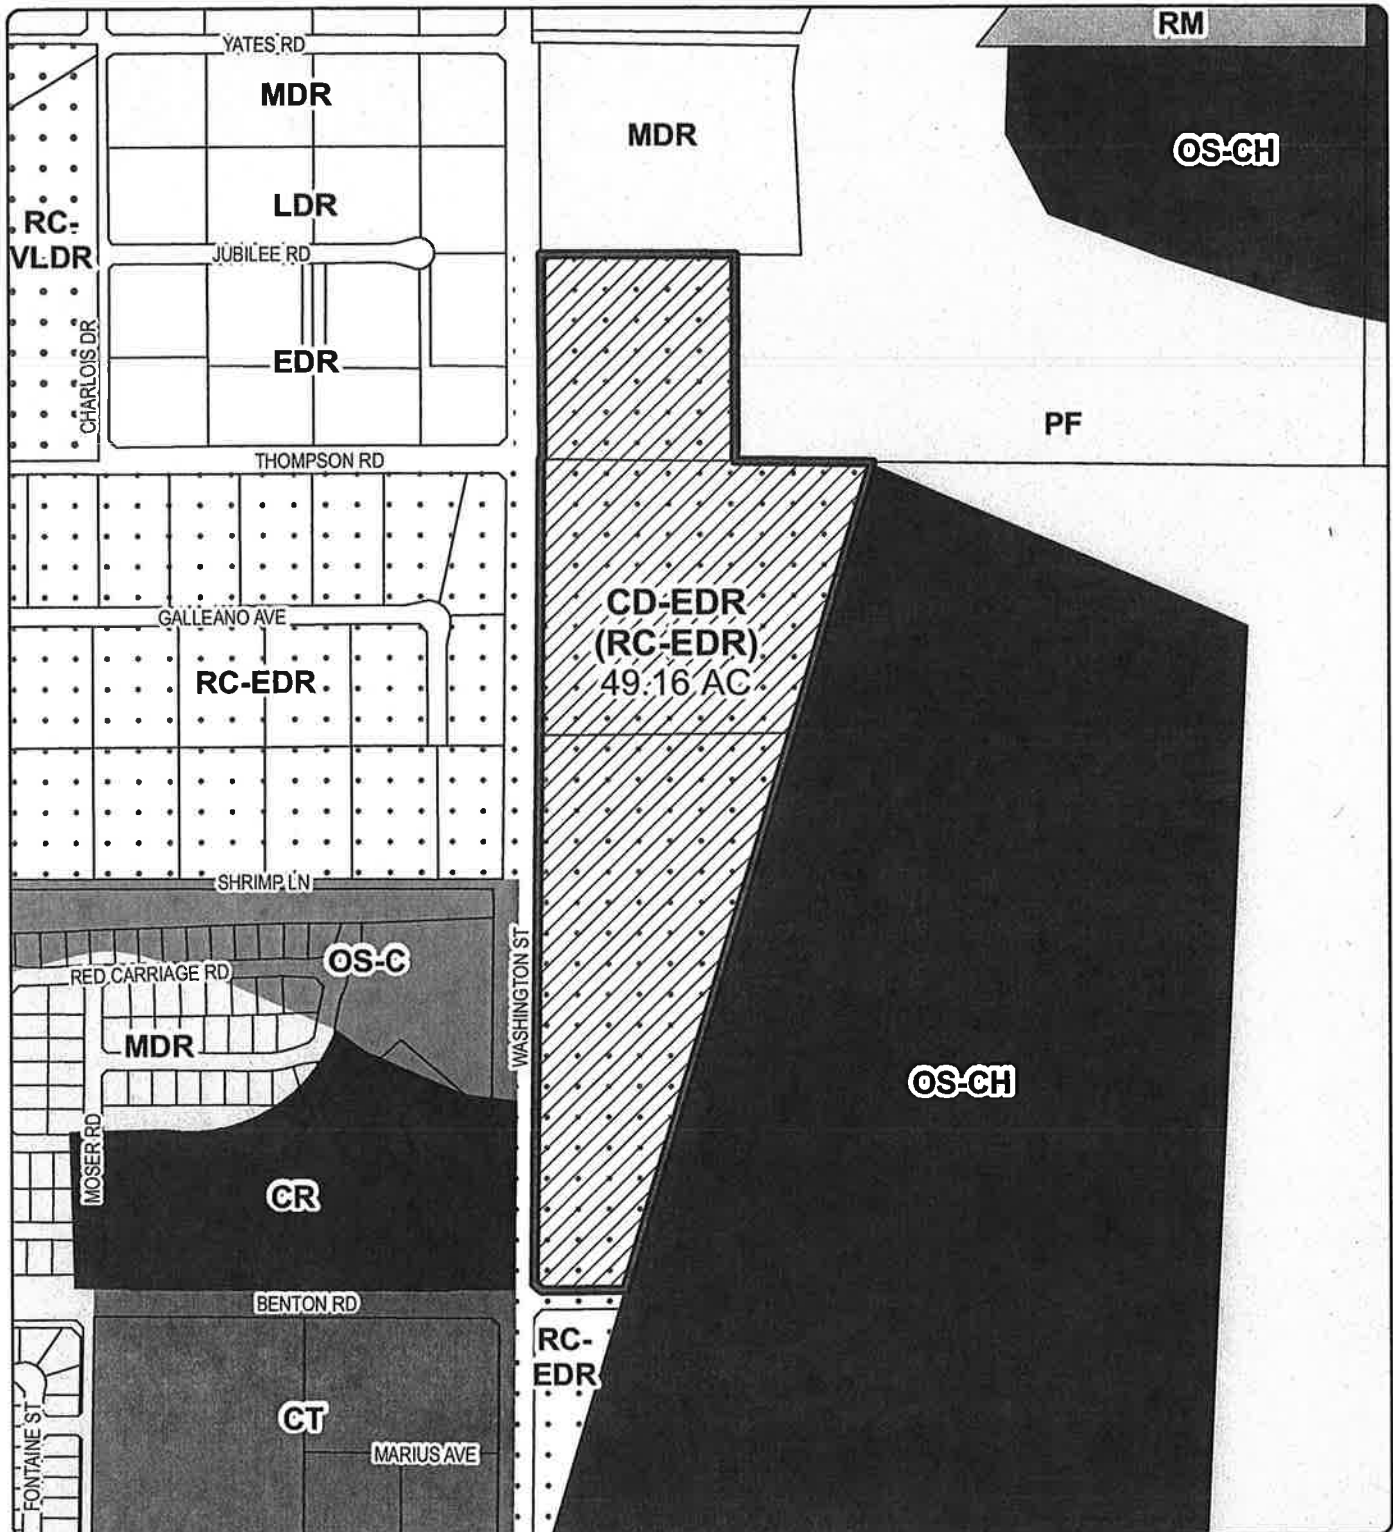 RM
YATES RD
MDR
MDR
OS-CH
LDR
RC-
VLDR
JUBILEE RD
CHARLOIS DR
EDR
PF
THOMPSON RD
CD-EDR
(RC-EDR)
49.16 AC
GALLEANO AVE
RC-EDR
SHRIMP LN
WASHINGTON ST
OS-C
RED CARRIAGE RD
MDR
OS-CH
MOSER RD
CR
BENTON RD
RC-
EDR
CT
MARIUS AVE
FONTAINE ST